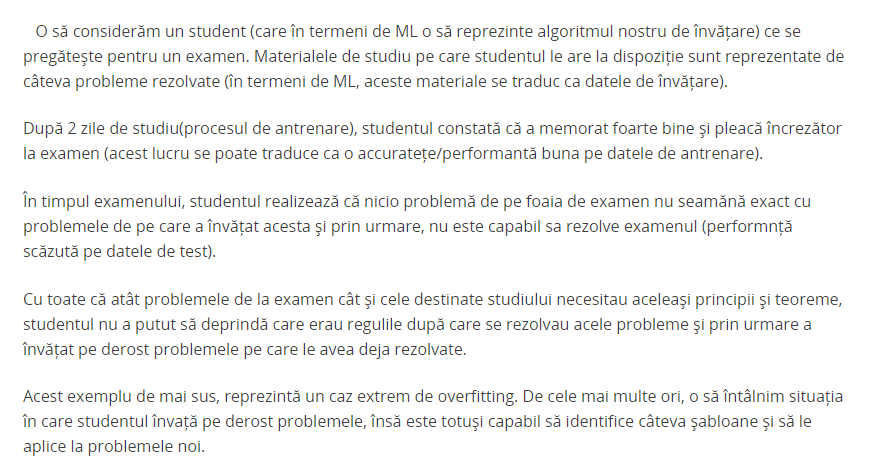 O să considerăm un student (care în termeni de ML o să reprezinte algoritmul nostru de învățare) ce se
pregătește pentru un examen. Materialele de studiu pe care studentul le are la dispoziție sunt reprezentate de
câteva probleme rezolvate (în termeni de ML, aceste materiale se traduc ca datele de învățare).
După 2 zile de studiu(procesul de antrenare), studentul constată că a memorat foarte bine și pleacă încrezător
la examen (acest lucru se poate traduce ca o accuratețe/performantă buna pe datele de antrenare).
În timpul examenului, studentul realizează că nicio problemă de pe foaia de examen nu seamănă exact cu
problemele de pe care a învățat acesta și prin urmare, nu este capabil sa rezolve examenul (performnță
scăzută pe datele de test).
Cu toate că atât problemele de la examen cât și cele destinate studiului necesitau aceleași principii și teoreme,
studentul nu a putut să deprindă care erau regulile după care se rezolvau acele probleme și prin urmare a
învățat pe derost problemele pe care le avea deja rezolvate.
Acest exemplu de mai sus, reprezintă un caz extrem de overfitting. De cele mai multe ori, o să întâlnim situația
în care studentul învață pe derost problemele, însă este totuși capabil să identifice câteva șabloane și să le
aplice la problemele noi.